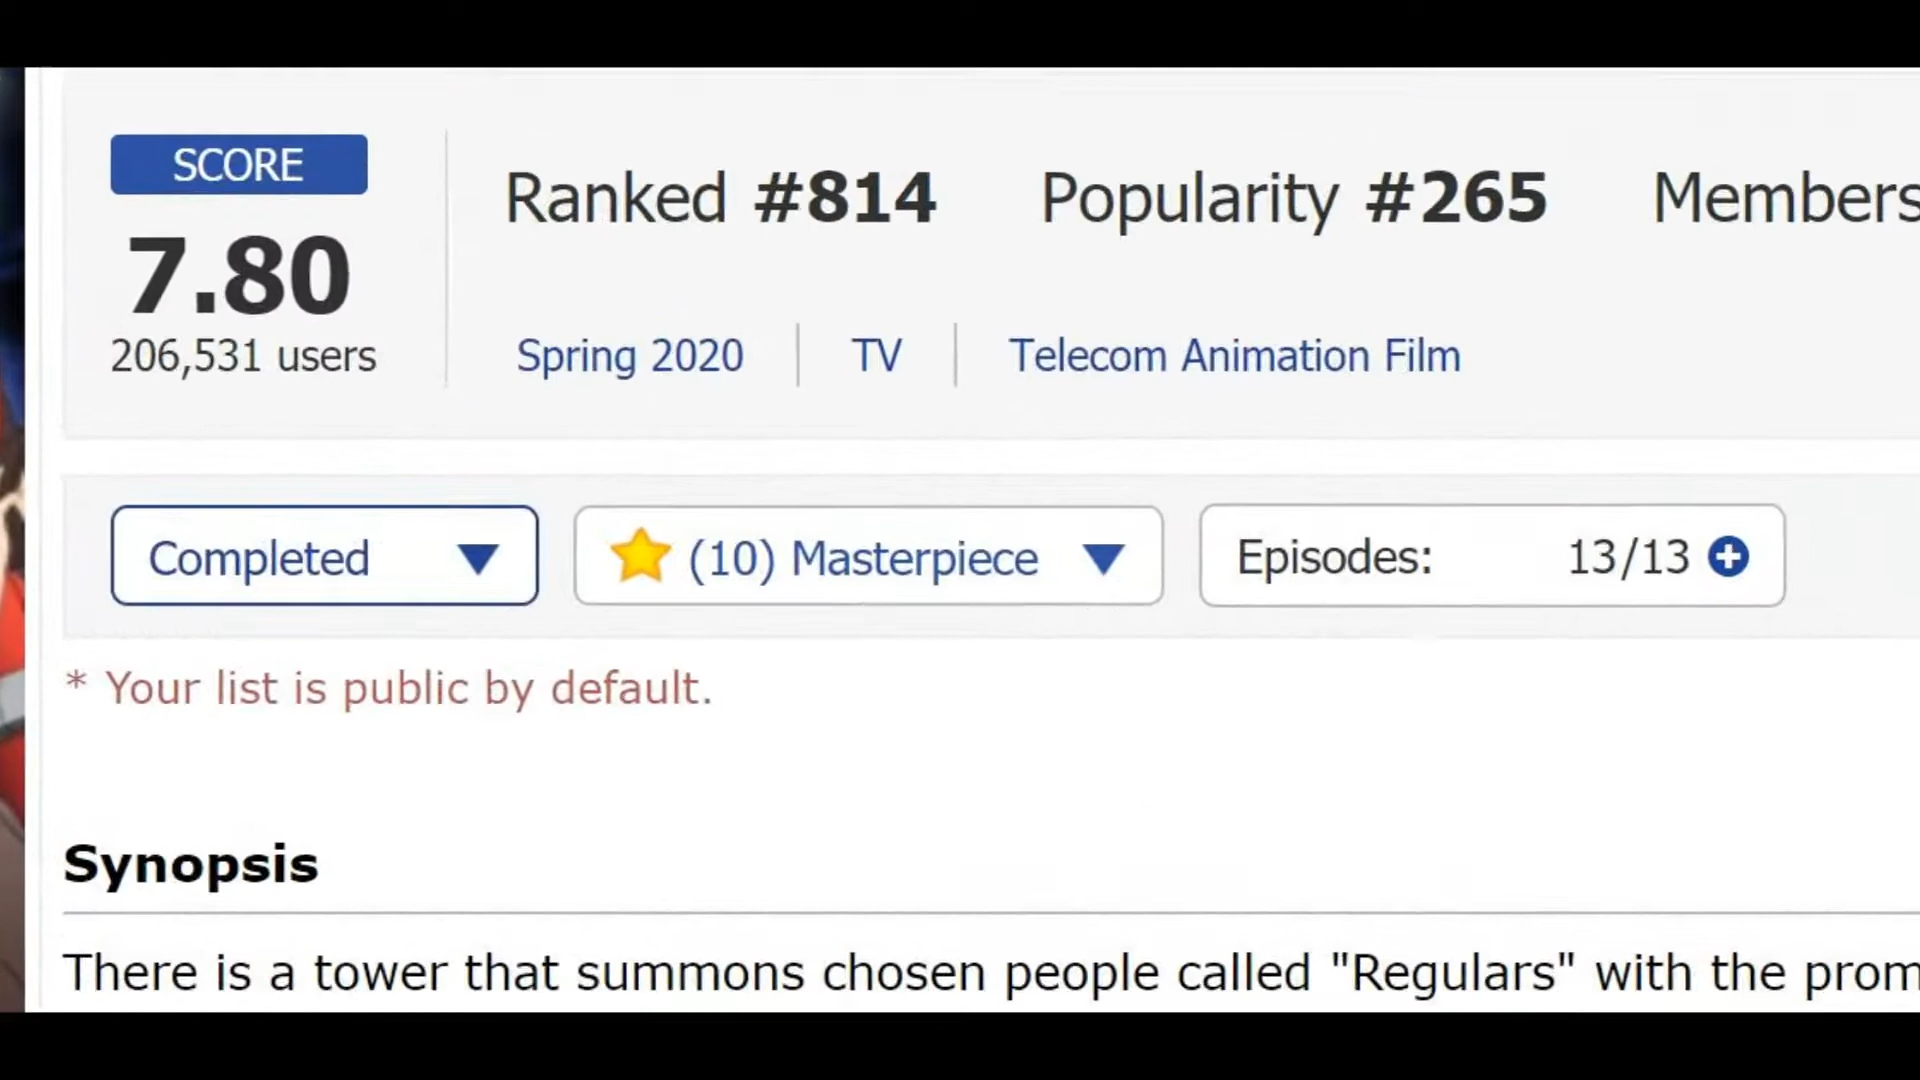 SCORE
7.80
206,531 users
Ranked #814 Popularity #265 Members
Spring 2020 TV Telecom Animation Film
Completed (10) Masterpiece Episodes: 13/13
* Your list is public by default.
Synopsis
There is a tower that summons chosen people called "Regulars" with the prom